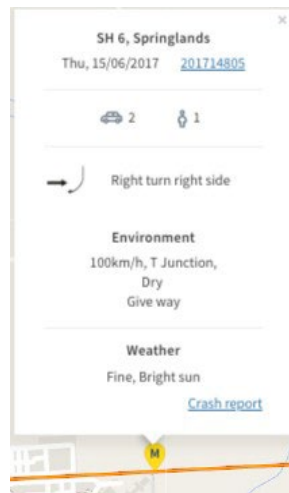 ×
SH 6, Springlands
Thu, 15/06/2017 201714805
2 1
Right turn right side
Environment
100km/h, T Junction,
Dry
Give way
Weather
Fine, Bright sun
Crash report
M